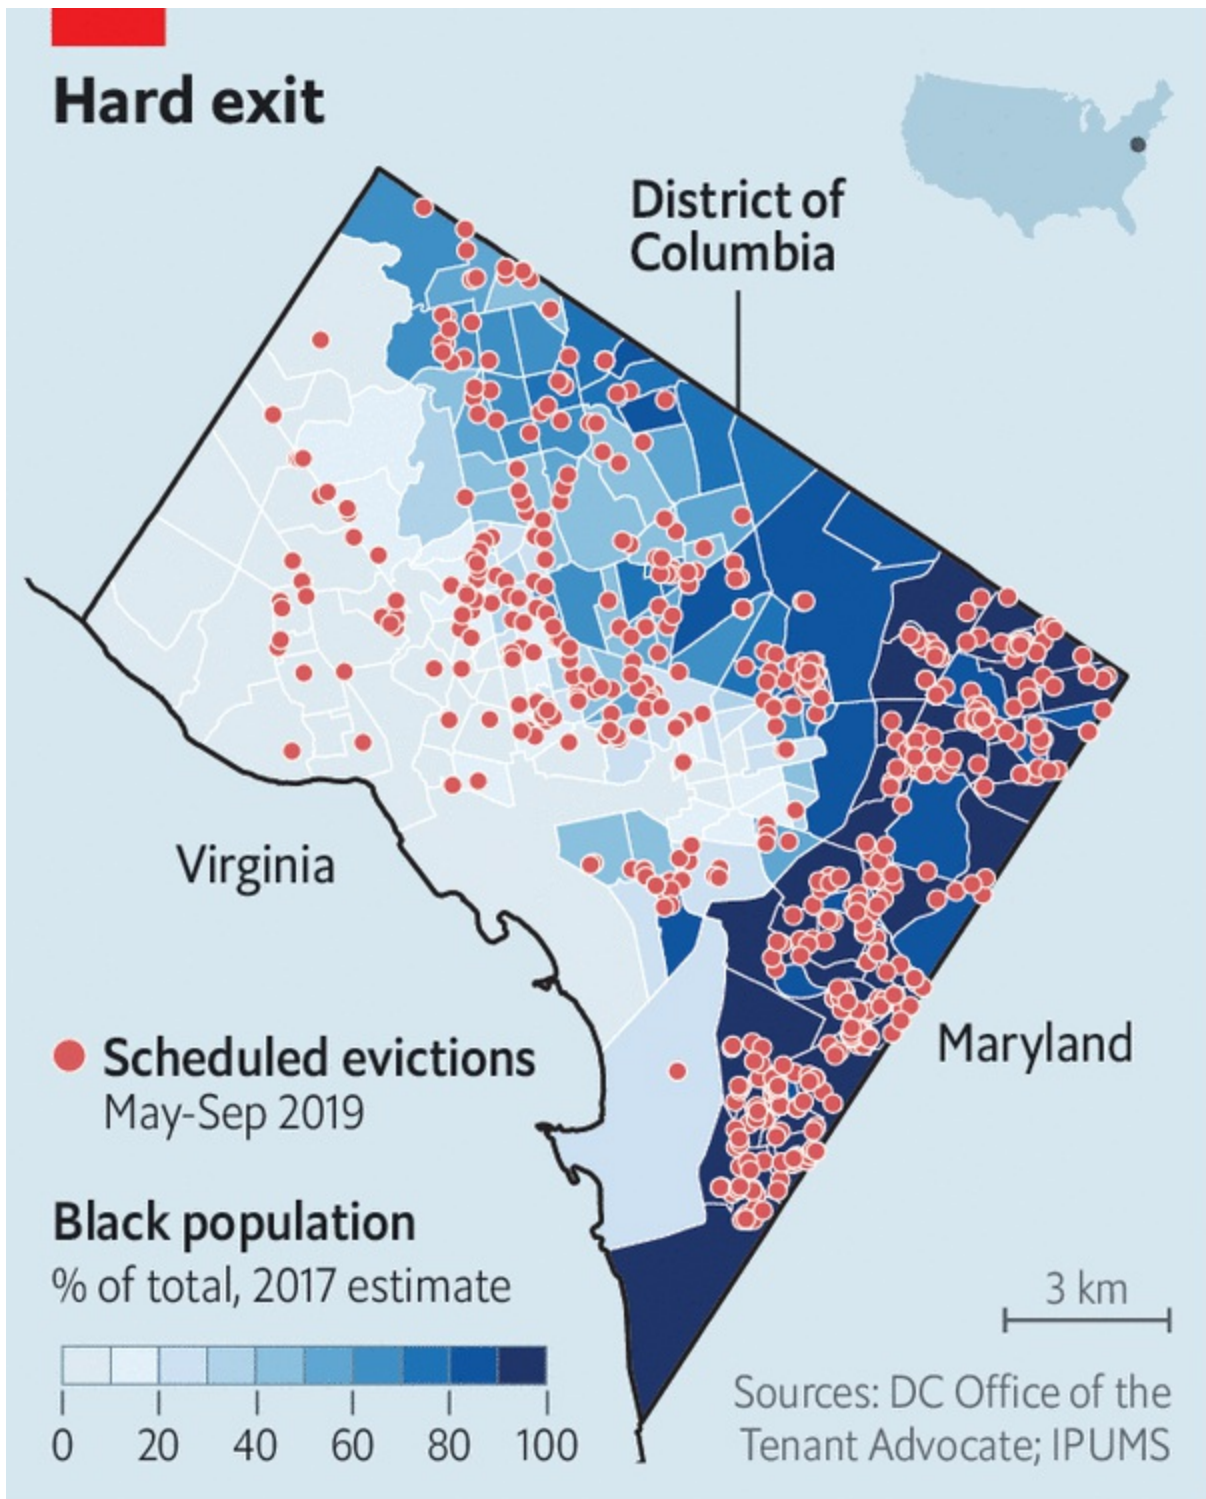 Hard exit
District of
Columbia
Virginia
Maryland
Scheduled evictions
May-Sep 2019
Black population
% of total, 2017 estimate
0 20 40 60 80 100
3 km
Sources: DC Office of the
Tenant Advocate; IPUMS